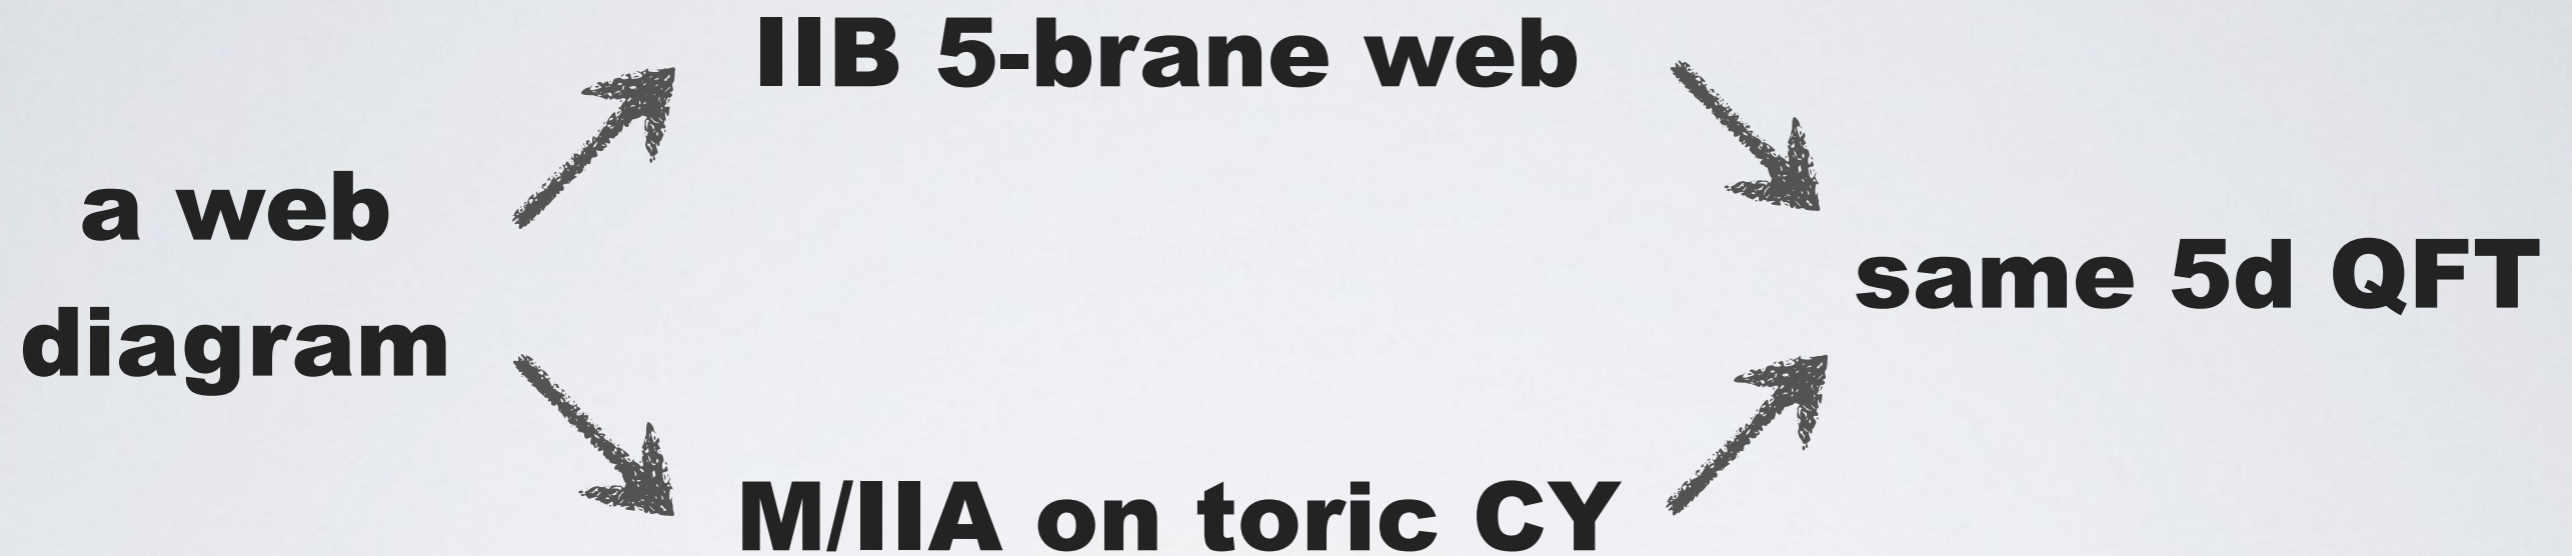 IIB 5-brane web
a web
diagram
same 5d QFT
M/IIA on toric CY